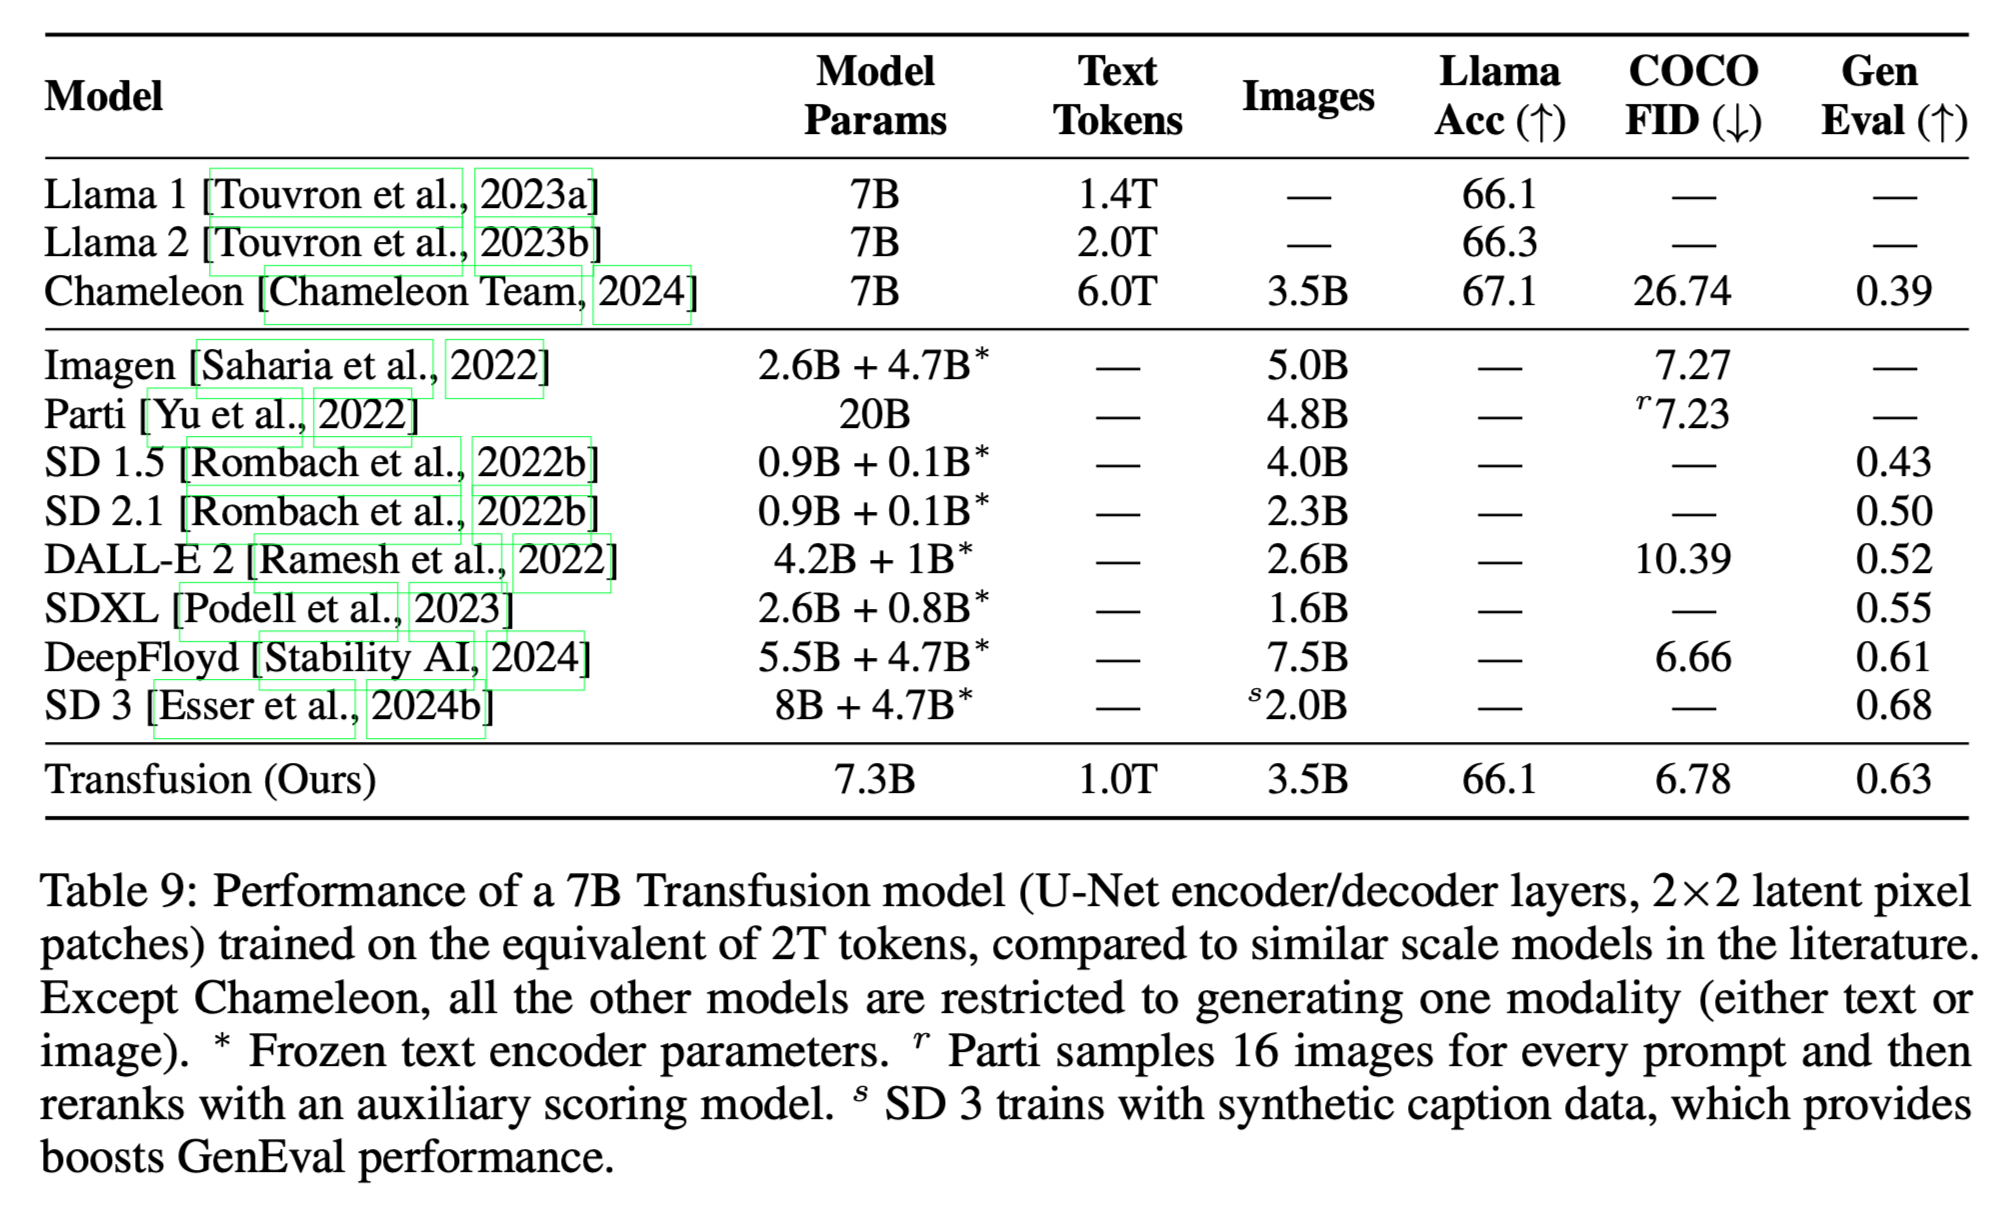 Model Model Params Text Tokens Images Llama Acc (↑) COCO FID (↓) Gen Eval (↑)
Llama 1 [Touvron et al., 2023a] 7B 1.4T — 66.1 — —
Llama 2 [Touvron et al., 2023b] 7B 2.0T — 66.3 — —
Chameleon [Chameleon Team, 2024] 7B 6.0T 3.5B 67.1 26.74 0.39
Imagen [Saharia et al., 2022] 2.6B + 4.7B* — 5.0B — 7.27 —
Parti [Yu et al., 2022] 20B — 4.8B — ʳ7.23 —
SD 1.5 [Rombach et al., 2022b] 0.9B + 0.1B* — 4.0B — — 0.43
SD 2.1 [Rombach et al., 2022b] 0.9B + 0.1B* — 2.3B — — 0.50
DALL-E 2 [Ramesh et al., 2022] 4.2B + 1B* — 2.6B — 10.39 0.52
SDXL [Podell et al., 2023] 2.6B + 0.8B* — 1.6B — — 0.55
DeepFloyd [Stability AI, 2024] 5.5B + 4.7B* — 7.5B — 6.66 0.61
SD 3 [Esser et al., 2024b] 8B + 4.7B* — ˢ2.0B — — 0.68
Transfusion (Ours) 7.3B 1.0T 3.5B 66.1 6.78 0.63
Table 9: Performance of a 7B Transfusion model (U-Net encoder/decoder layers, 2×2 latent pixel
patches) trained on the equivalent of 2T tokens, compared to similar scale models in the literature.
Except Chameleon, all the other models are restricted to generating one modality (either text or
image). * Frozen text encoder parameters. ʳ Parti samples 16 images for every prompt and then
reranks with an auxiliary scoring model. ˢ SD 3 trains with synthetic caption data, which provides
boosts GenEval performance.